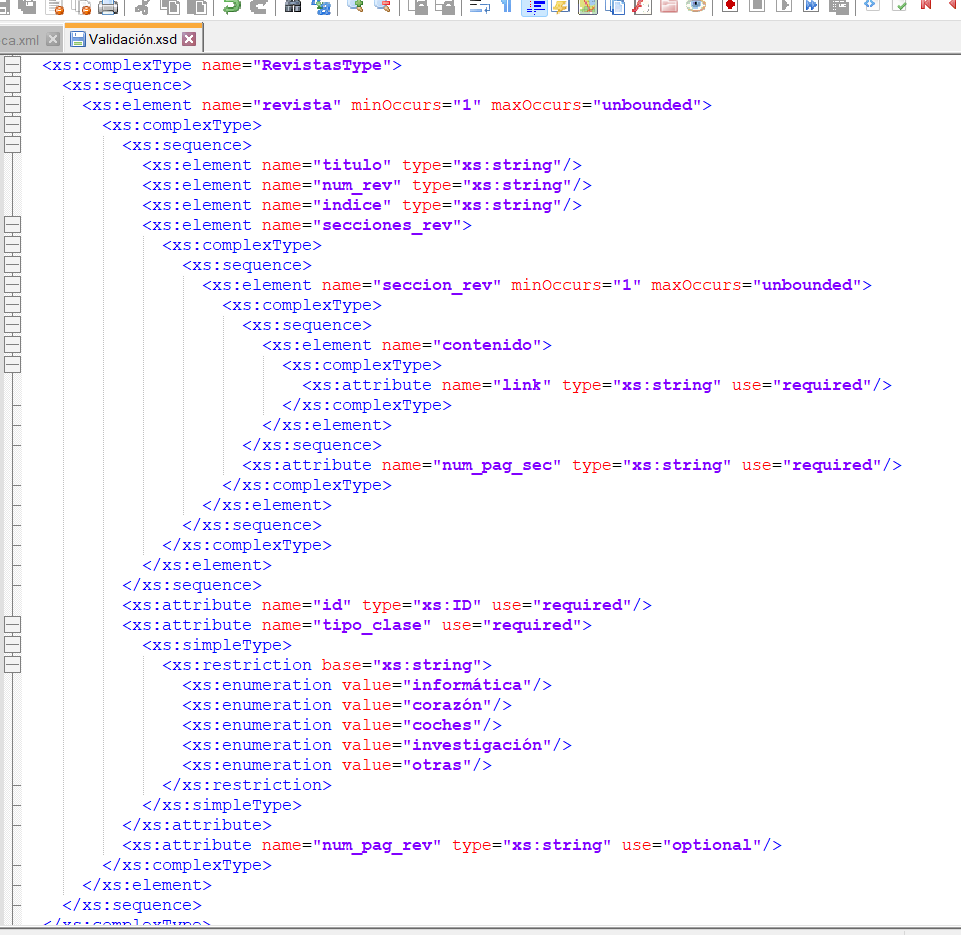 ca.xml
Validación.xsd
<xs:complexType name="RevistasType">
<xs:sequence>
<xs:element name="revista" minOccurs="1" maxOccurs="unbounded">
<xs:complexType>
<xs:sequence>
<xs:element name="titulo" type="xs:string"/>
<xs:element name="num_rev" type="xs:string"/>
<xs:element name="indice" type="xs:string"/>
<xs:element name="secciones_rev">
<xs:complexType>
<xs:sequence>
<xs:element name="seccion_rev" minOccurs="1" maxOccurs="unbounded">
<xs:complexType>
<xs:sequence>
<xs:element name="contenido">
<xs:complexType>
<xs:attribute name="link" type="xs:string" use="required"/>
</xs:complexType>
</xs:element>
</xs:sequence>
<xs:attribute name="num_pag_sec" type="xs:string" use="required"/>
</xs:complexType>
</xs:element>
</xs:sequence>
</xs:complexType>
</xs:element>
</xs:sequence>
<xs:attribute name="id" type="xs:ID" use="required"/>
<xs:attribute name="tipo_clase" use="required">
<xs:simpleType>
<xs:restriction base="xs:string">
<xs:enumeration value="informática"/>
<xs:enumeration value="corazón"/>
<xs:enumeration value="coches"/>
<xs:enumeration value="investigación"/>
<xs:enumeration value="otras"/>
</xs:restriction>
</xs:simpleType>
</xs:attribute>
<xs:attribute name="num_pag_rev" type="xs:string" use="optional"/>
</xs:complexType>
</xs:element>
</xs:sequence>
</xs:complexType>